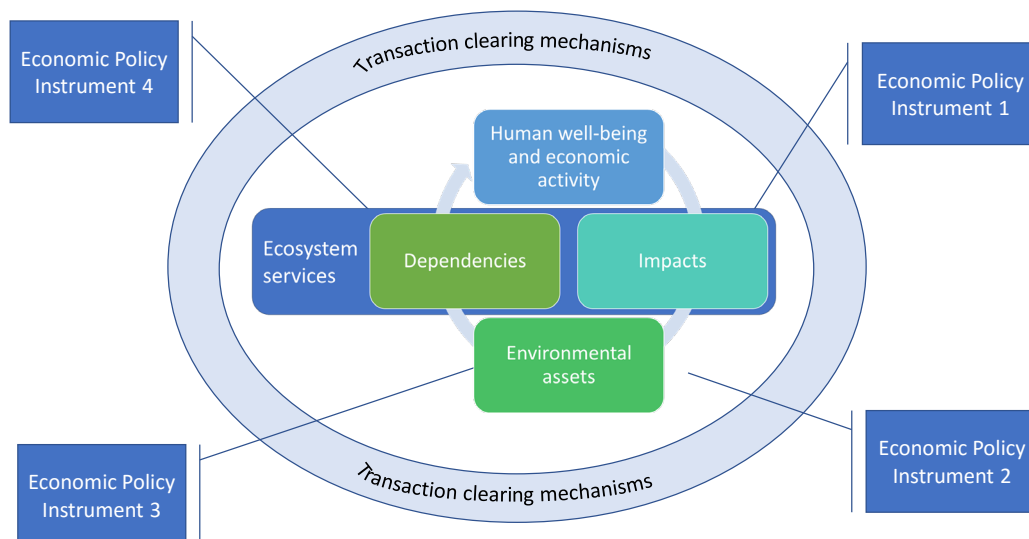 Transaction clearing mechanisms
Economic Policy
Instrument 4
Economic Policy
Instrument 1
Human well-being
and economic
activity
Ecosystem
services
Dependencies
Impacts
Environmental
assets
Economic Policy
Instrument 3
Economic Policy
Instrument 2
Transaction clearing mechanisms